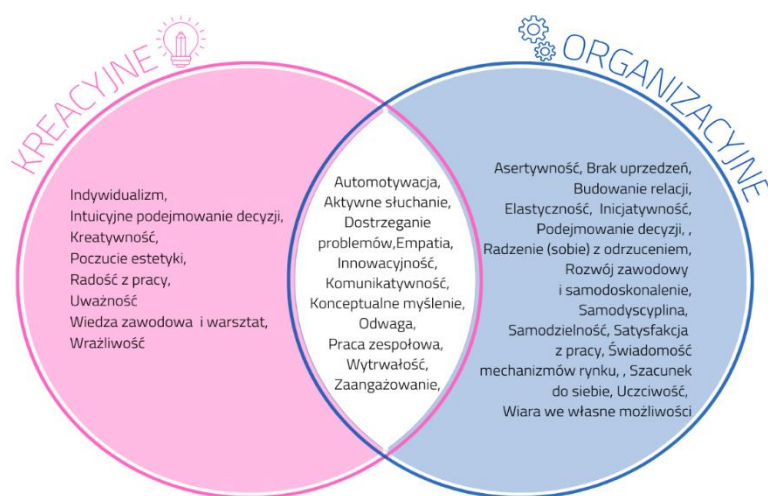 KREACYJNE
ORGANIZACYJNE
Indywidualizm,
Intuicyjne podejmowanie decyzji,
Kreatywność,
Poczucie estetyki,
Radość z pracy,
Uważność
Wiedza zawodowa i warsztat,
Wrażliwość
Automotywacja,
Aktywne słuchanie,
Dostrzeganie
problemów,Empatia,
Innowacyjność,
Komunikatywność,
Konceptualne myślenie,
Odwaga,
Praca zespołowa,
Wytrwałość,
Zaangażowanie,
Asertywność, Brak uprzedzeń,
Budowanie relacji,
Elastyczność, Inicjatywność,
Podejmowanie decyzji, ,
Radzenie (sobie) z odrzuceniem,
Rozwój zawodowy
i samodoskonalenie,
Samodyscyplina,
Samodzielność, Satysfakcja
z pracy, Świadomość
mechanizmów rynku, , Szacunek
do siebie, Uczciwość,
Wiara we własne możliwości